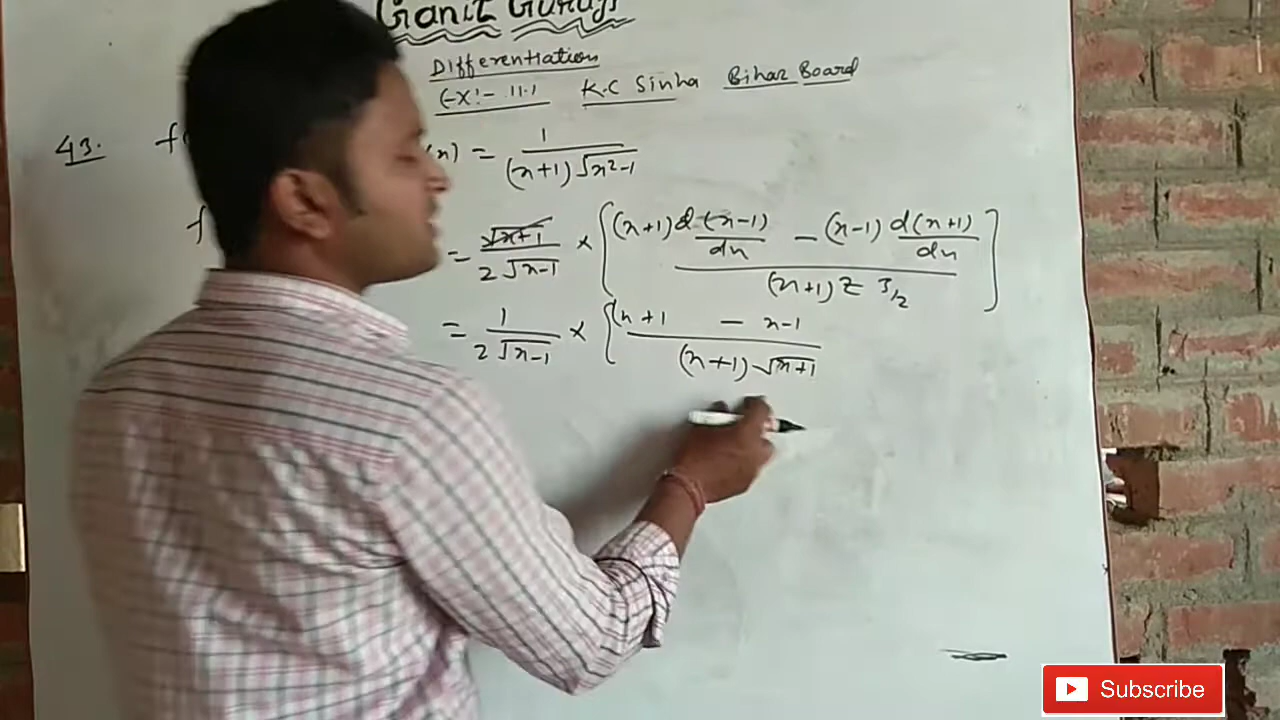 Ganit Guruji
Differentiation
EX:- 11.1 K.C Sinha Bihar Board
43. f (x) = 1/((x+1)√x²-1)
f = √x+1/(2√x-1) × [((x+1) d(x-1)/dx - (x-1) d(x+1)/dx)/((x+1)2 3/2)]
= 1/(2√x-1) × [(x+1 - x-1)/((x+1)√x+1)
Subscribe